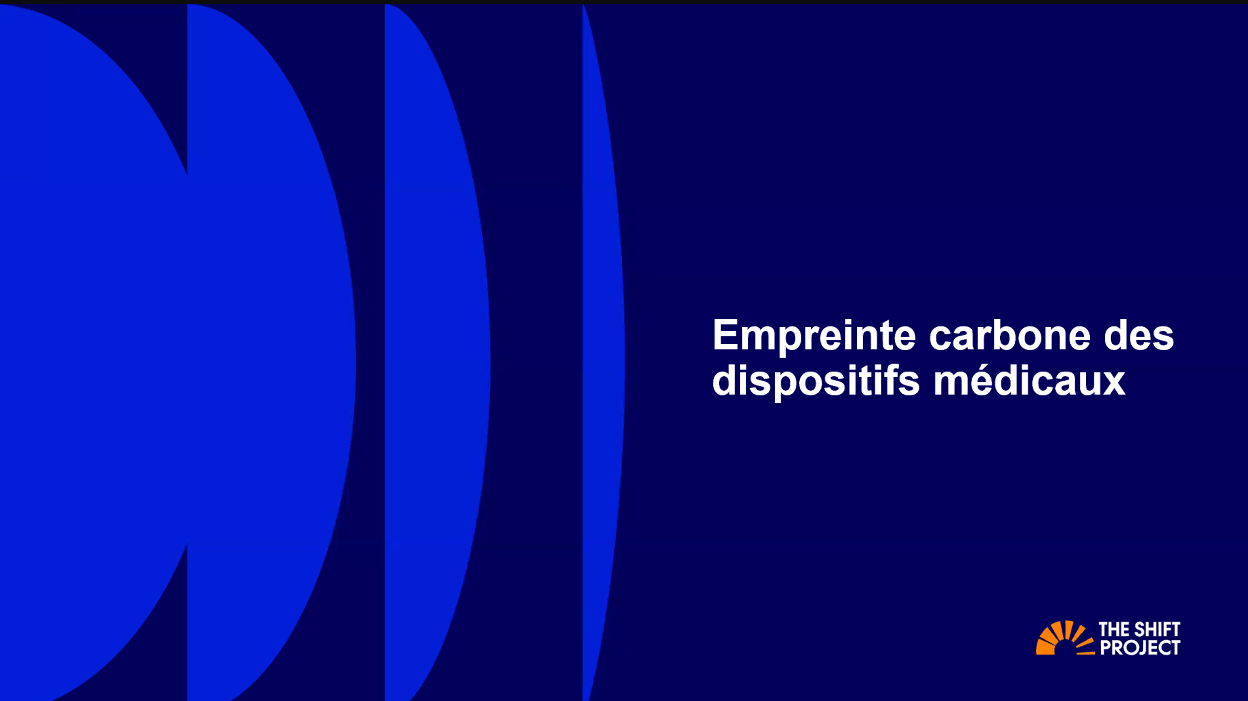 Empreinte carbone des
dispositifs médicaux
THE SHIFT
PROJECT